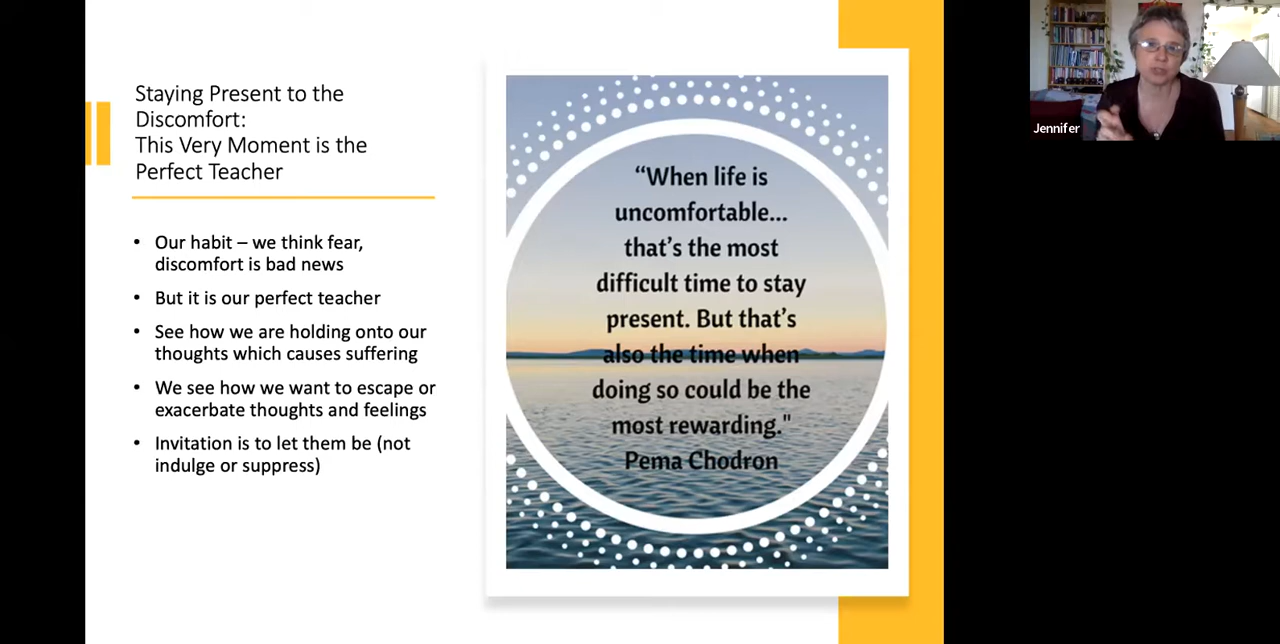 Staying Present to the
Discomfort:
This Very Moment is the
Perfect Teacher
• Our habit – we think fear,
discomfort is bad news
• But it is our perfect teacher
• See how we are holding onto our
thoughts which causes suffering
• We see how we want to escape or
exacerbate thoughts and feelings
• Invitation is to let them be (not
indulge or suppress)
“When life is
uncomfortable...
that’s the most
difficult time to stay
present. But that’s
also the time when
doing so could be the
most rewarding."
Pema Chodron
Jennifer